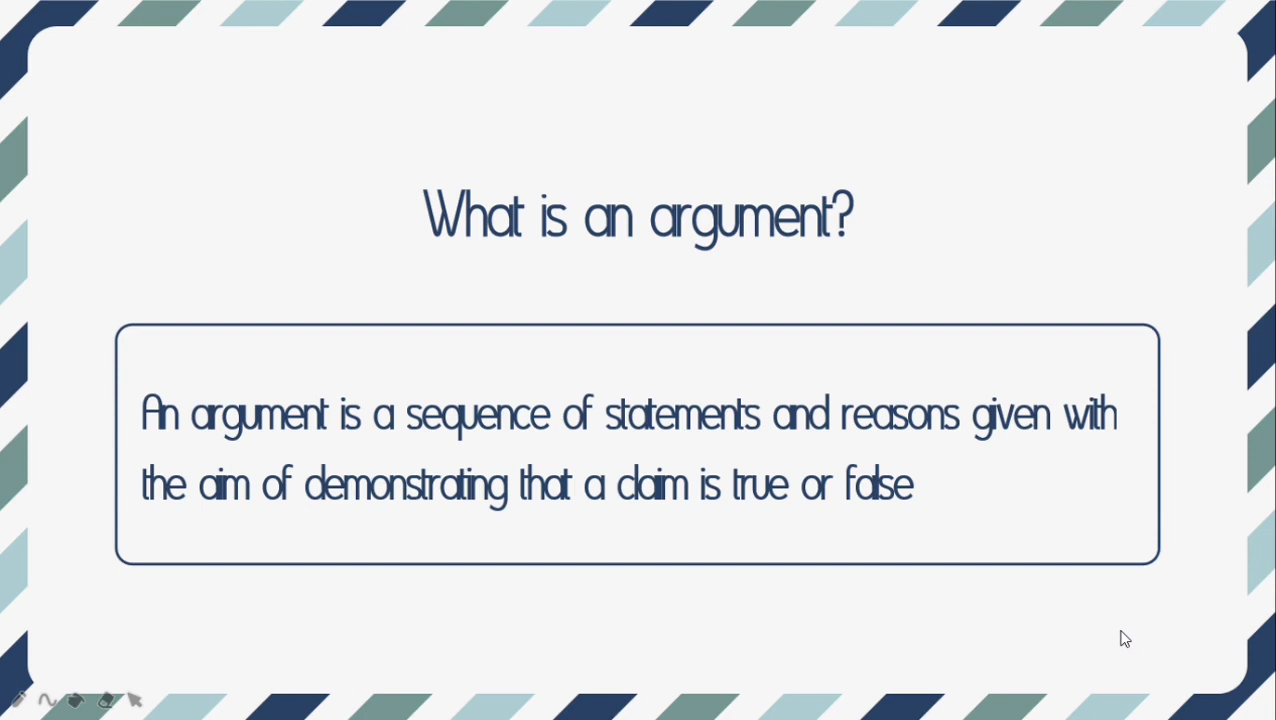 What is an argument?
An argument is a sequence of statements and reasons given with
the aim of demonstrating that a claim is true or false